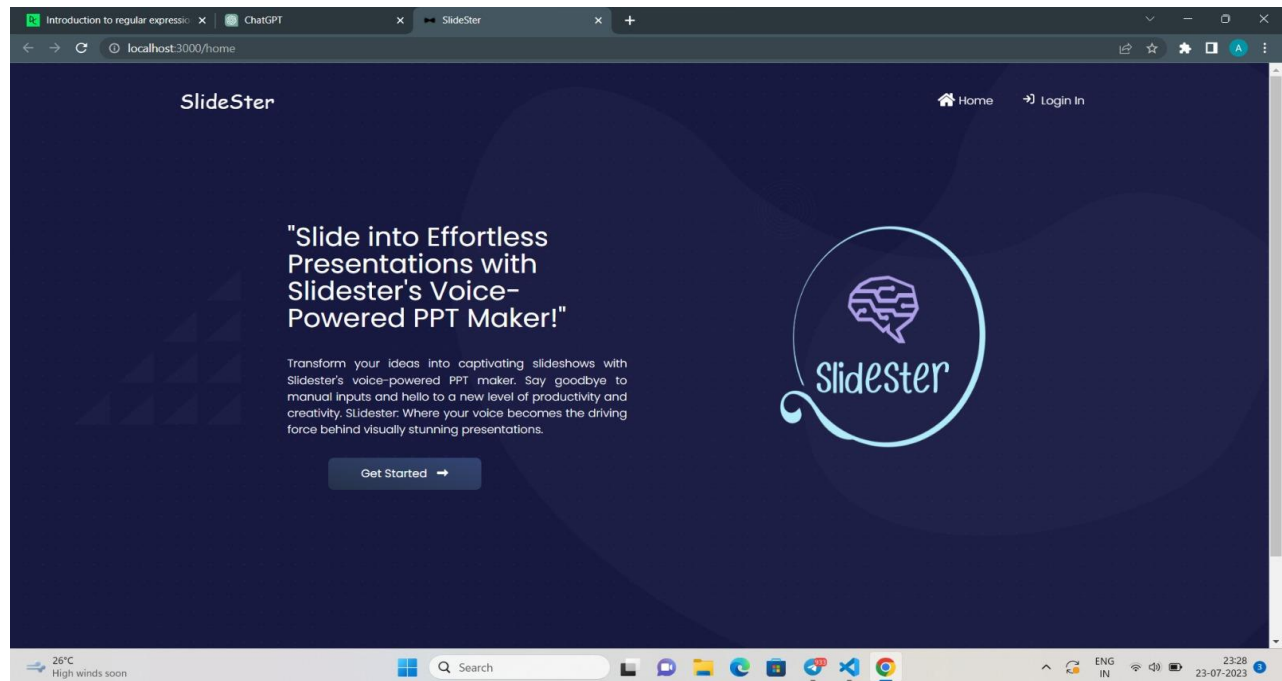 Introduction to regular expressio
ChatGPT
SlideSter
localhost:3000/home
A
SlideSter
Home
Login In
"Slide into Effortless
Presentations with
Slidester's Voice-
Powered PPT Maker!"
Transform your ideas into captivating slideshows with
Slidester's voice-powered PPT maker. Say goodbye to
manual inputs and hello to a new level of productivity and
creativity. SLidester: Where your voice becomes the driving
force behind visually stunning presentations.
Get Started
Slidester
26°C
High winds soon
Search
ENG
IN
23:28
23-07-2023
3